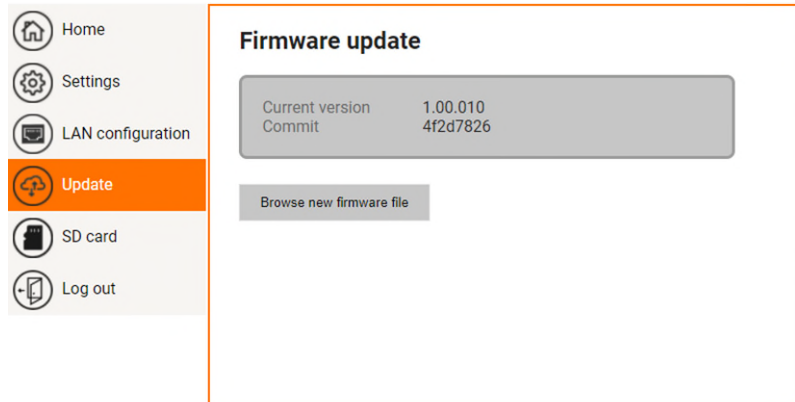 Home
Settings
LAN configuration
Update
SD card
Log out
Firmware update
Current version 1.00.010
Commit 4f2d7826
Browse new firmware file